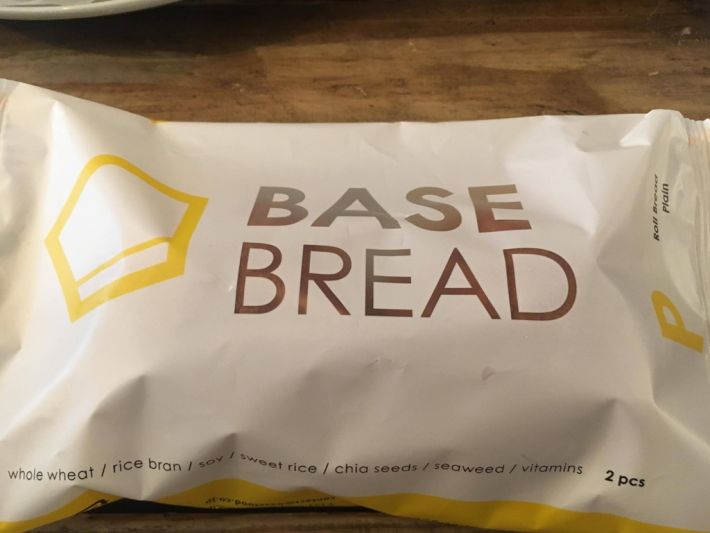 BASE
BREAD
Roll Bread
Plain
P
whole wheat / rice bran / soy / sweet rice / chia seeds / seaweed / vitamins
2 pcs